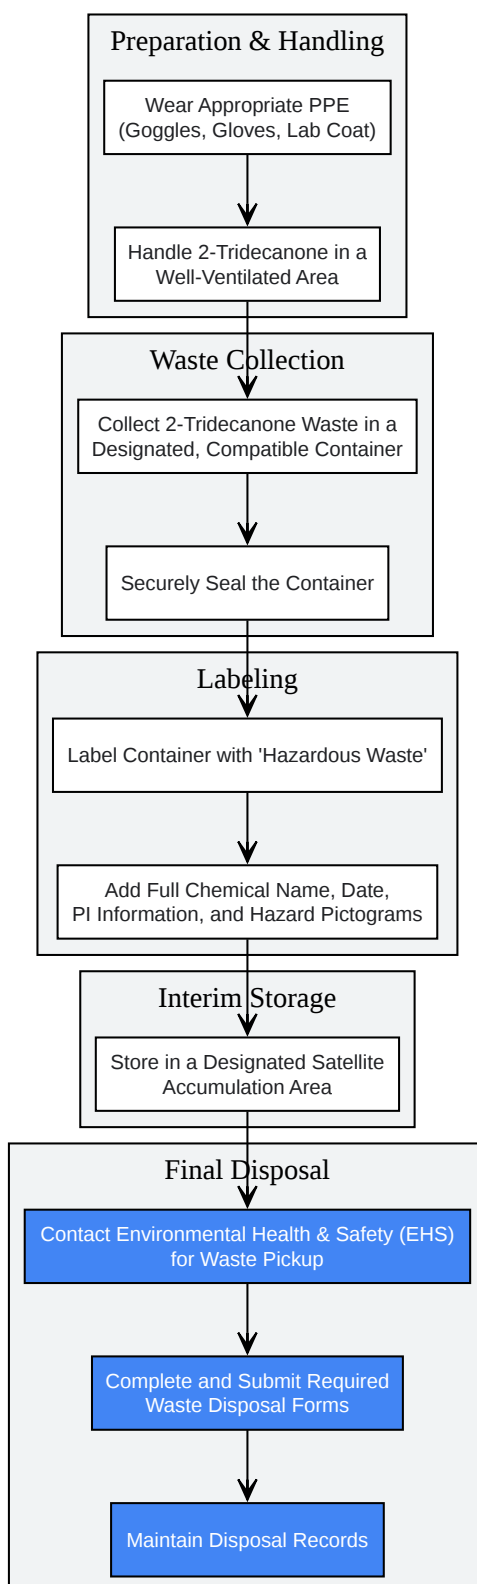 Preparation & Handling
Wear Appropriate PPE
(Goggles, Gloves, Lab Coat)
Handle 2-Tridecanone in a
Well-Ventilated Area
Waste Collection
Collect 2-Tridecanone Waste in a
Designated, Compatible Container
Securely Seal the Container
Labeling
Label Container with 'Hazardous Waste'
Add Full Chemical Name, Date,
PI Information, and Hazard Pictograms
Interim Storage
Store in a Designated Satellite
Accumulation Area
Final Disposal
Contact Environmental Health & Safety (EHS)
for Waste Pickup
Complete and Submit Required
Waste Disposal Forms
Maintain Disposal Records